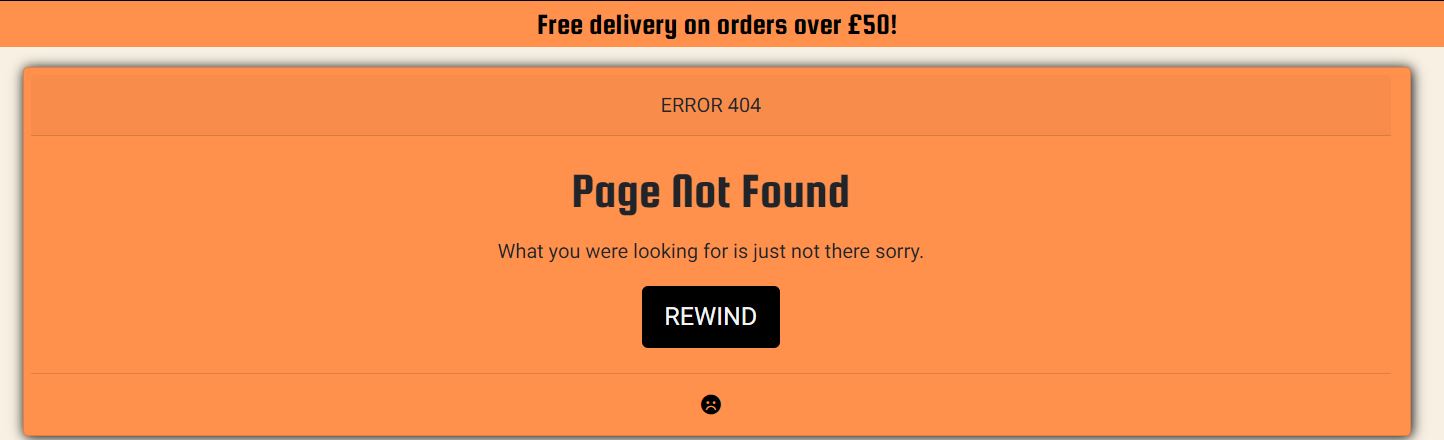 Free delivery on orders over £50!
ERROR 404
Page Not Found
What you were looking for is just not there sorry.
REWIND